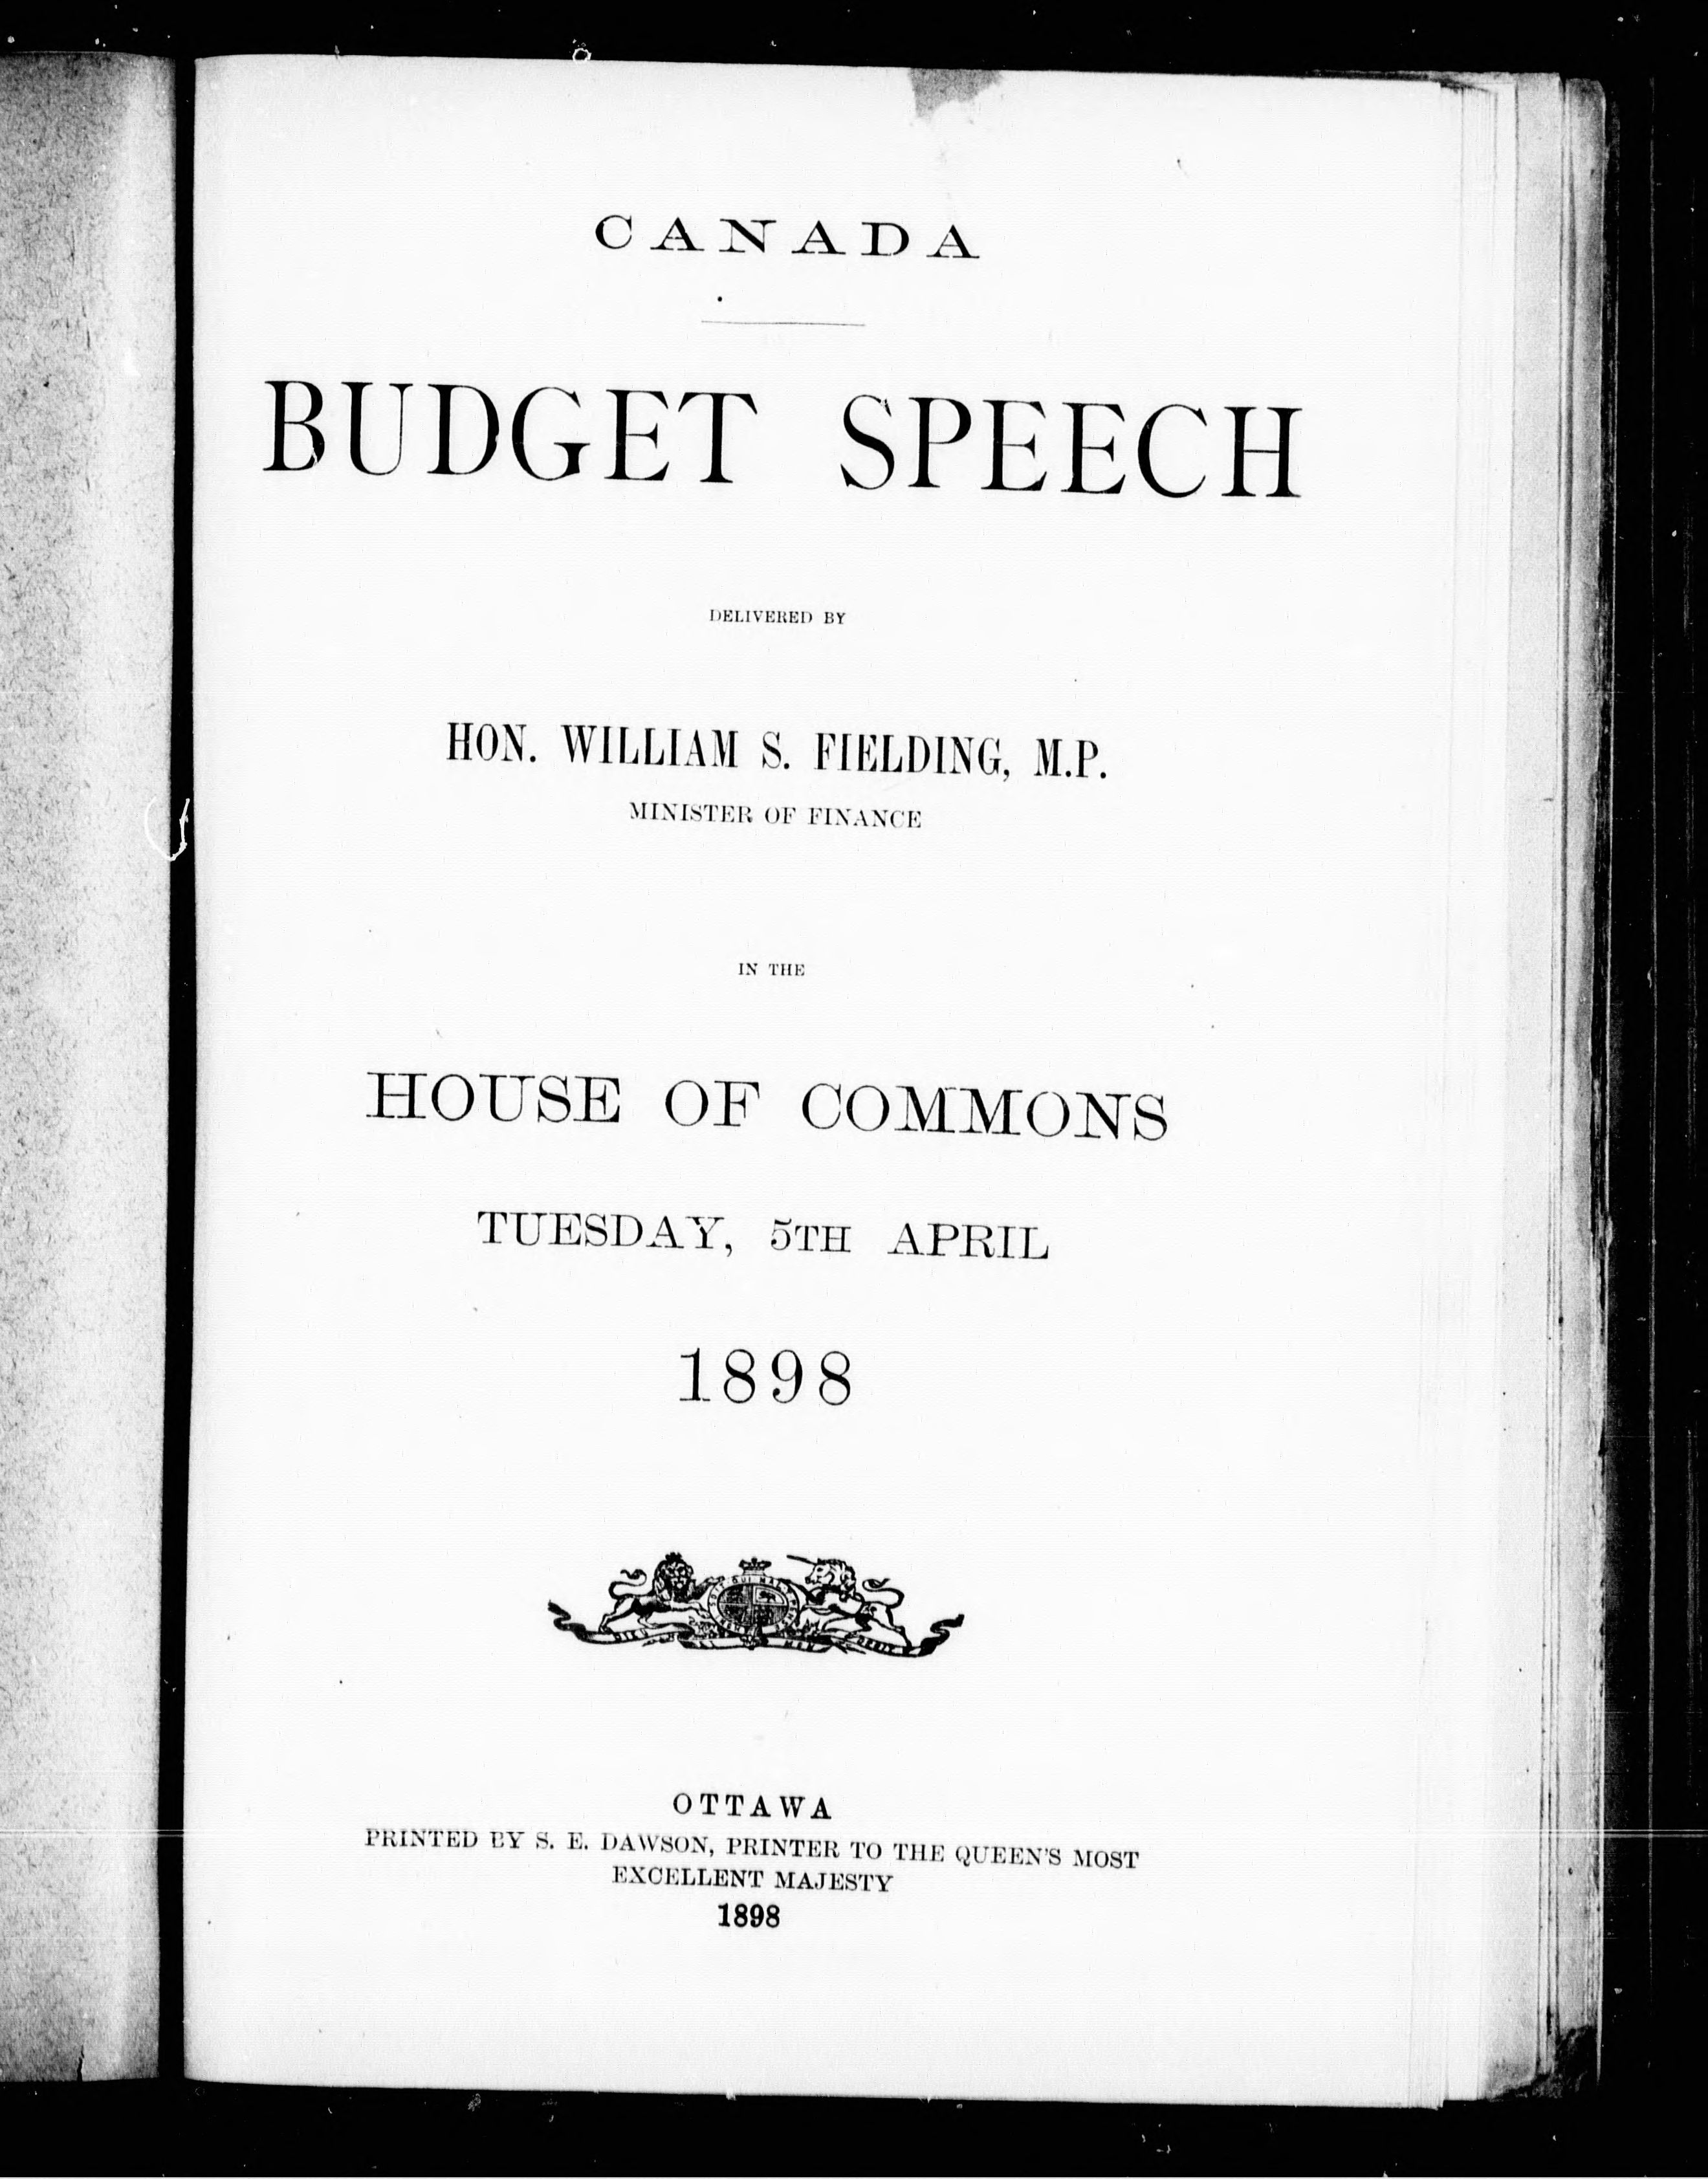 CANADA
BUDGET SPEECH
DELIVERED BY
HON. WILLIAM S. FIELDING, M.P.
MINISTER OF FINANCE
IN THE
HOUSE OF COMMONS
TUESDAY, 5TH APRIL
1898
OTTAWA
PRINTED BY S. E. DAWSON, PRINTER TO THE QUEEN'S MOST
EXCELLENT MAJESTY
1898